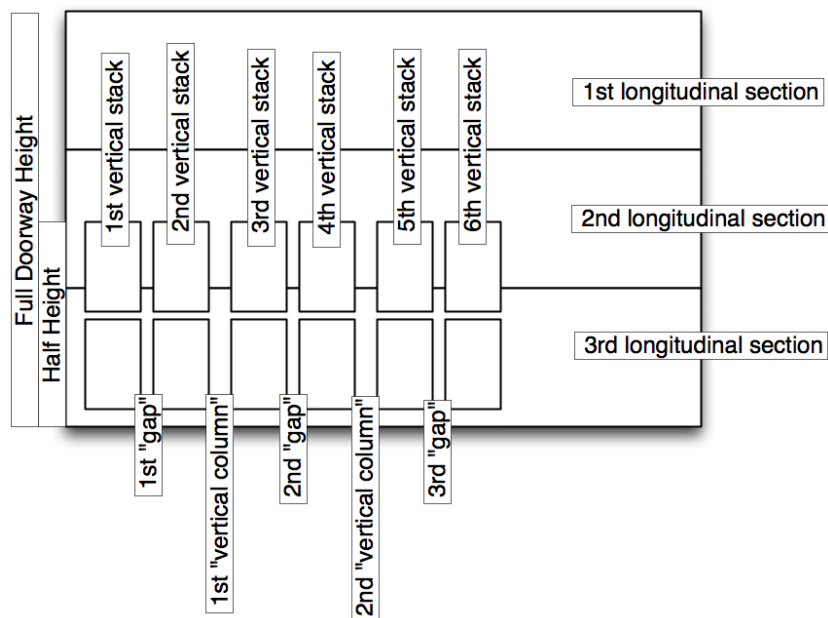 Full Doorway Height
Half Height
1st vertical stack
2nd vertical stack
3rd vertical stack
4th vertical stack
5th vertical stack
6th vertical stack
1st longitudinal section
2nd longitudinal section
3rd longitudinal section
1st "gap"
1st "vertical column"
2nd "gap"
2nd "vertical column"
3rd "gap"